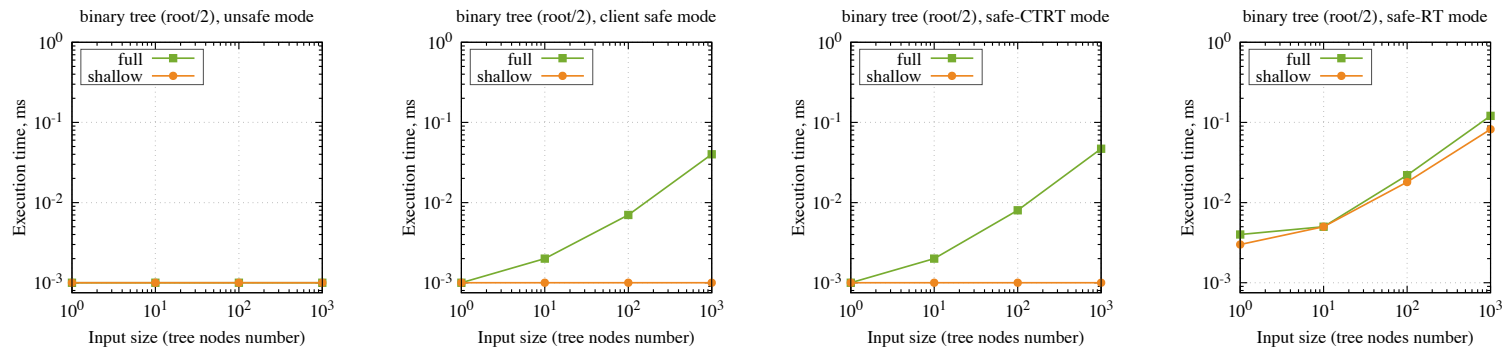 binary tree (root/2), unsafe mode
10^0
10^-1
10^-2
10^-3
Execution time, ms
full
shallow
10^0 10^1 10^2 10^3
Input size (tree nodes number)
binary tree (root/2), client safe mode
10^0
10^-1
10^-2
10^-3
Execution time, ms
full
shallow
10^0 10^1 10^2 10^3
Input size (tree nodes number)
binary tree (root/2), safe-CTRT mode
10^0
10^-1
10^-2
10^-3
Execution time, ms
full
shallow
10^0 10^1 10^2 10^3
Input size (tree nodes number)
binary tree (root/2), safe-RT mode
10^0
10^-1
10^-2
10^-3
Execution time, ms
full
shallow
10^0 10^1 10^2 10^3
Input size (tree nodes number)